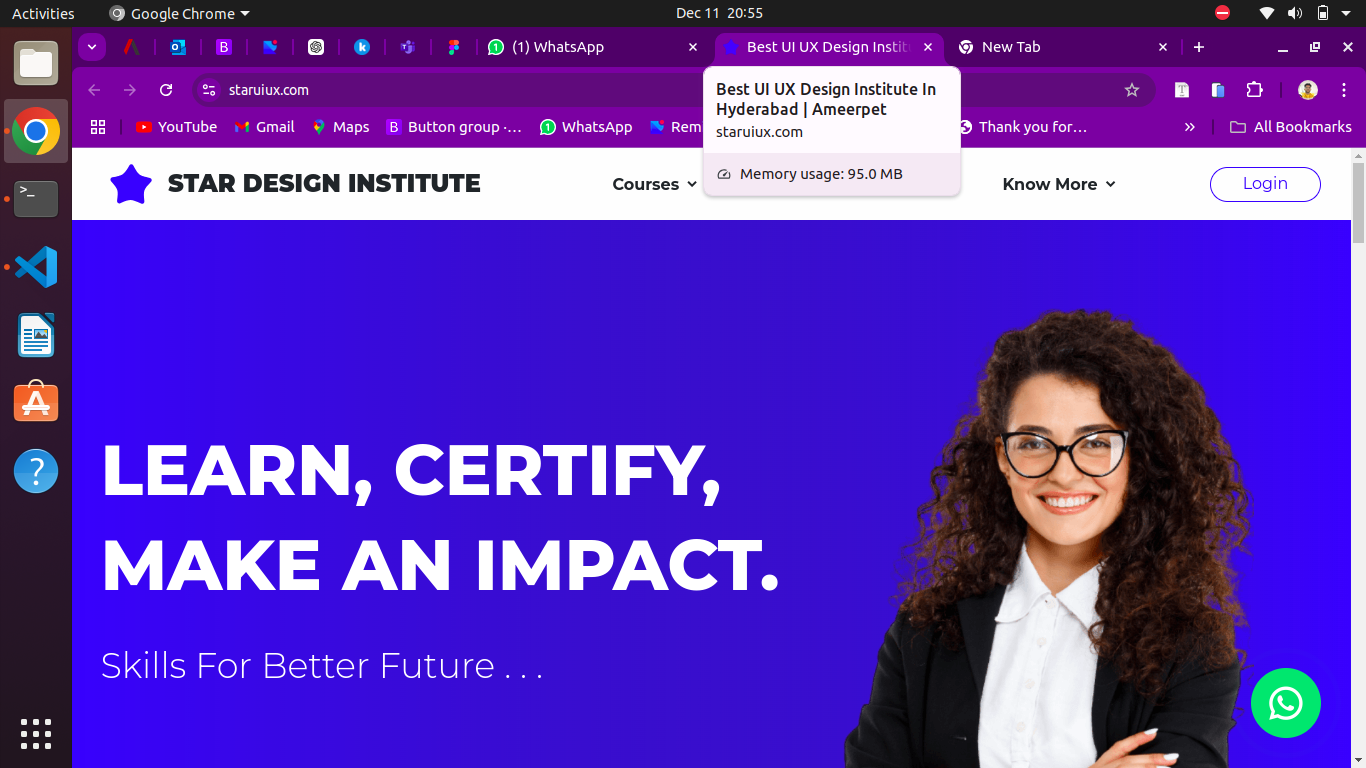 Activities
Google Chrome
Dec 11 20:55
(1) WhatsApp
Best UI UX Design Instit
New Tab
staruiux.com
Best UI UX Design Institute In
Hyderabad | Ameerpet
staruiux.com
Memory usage: 95.0 MB
YouTube
Gmail
Maps
Button group ·…
WhatsApp
Rem
Thank you for…
All Bookmarks
STAR DESIGN INSTITUTE
Courses
Know More
Login
LEARN, CERTIFY,
MAKE AN IMPACT.
Skills For Better Future . . .